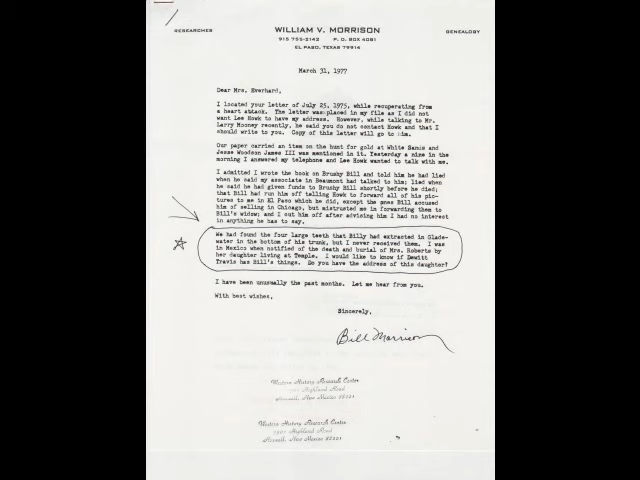 WILLIAM V. MORRISON
RESEARCHES
GENEALOGY
915 755-2142 P. O. BOX 4081
EL PASO, TEXAS 79914
March 31, 1977
Dear Mrs. Everhard,
I located your letter of July 25, 1975, while recuperating from
a heart attack. The letter was placed in my file as I did not
want Lee Howk to have my address. However, while talking to Mr.
Larry Mooney recently, he said you do not contact Howk and that I
should write to you. Copy of this letter will go to him.
Our paper carried an item on the hunt for gold at White Sands and
Jesse Woodson James III was mentioned in it. Yesterday a nine in the
morning I answered my telephone and Lee Howk wanted to talk with me.
I admitted I wrote the book on Brushy Bill and told him he had lied
when he said my associate in Beaumont had talked to him; lied when
he said he had given funds to Brushy Bill shortly before he died;
that Bill had run him off telling Howk to forward all of his pic-
tures to me in El Paso which he did, except the ones Bill accused
him of selling in Chicago, but mistrusted me in forwarding them to
Bill's widow; and I cut him off after advising him I had no interest
in anything he has to say.
We had found the four large teeth that Billy had extracted in Glade-
water in the bottom of his trunk, but I never received them. I was
in Mexico when notified of the death and burial of Mrs. Roberts by
her daughter living at Temple. I would like to know if Dewitt
Travis has Bill's things. Do you have the address of this daughter?
I have been unusually the past months. Let me hear from you.
With best wishes,
Sincerely,
Bill Morrison
Western History Research Center
Highland Road
Roswell, New Mexico 88201
Western History Research Center
Highland Road
Roswell, New Mexico 88201